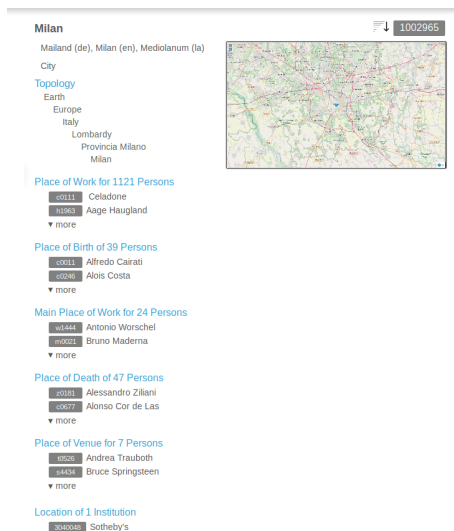 Milan
1002965
Mailand (de), Milan (en), Mediolanum (la)
City
Topology
Earth
Europe
Italy
Lombardy
Provincia Milano
Milan
Place of Work for 1121 Persons
c0111 Celadone
h1963 Aage Haugland
▾ more
Place of Birth of 39 Persons
c0011 Alfredo Cairati
c0246 Alois Costa
▾ more
Main Place of Work for 24 Persons
w1444 Antonio Worschel
m0021 Bruno Maderna
▾ more
Place of Death of 47 Persons
z0181 Alessandro Ziliani
c0677 Alonso Cor de Las
▾ more
Place of Venue for 7 Persons
t0526 Andrea Trauboth
s4434 Bruce Springsteen
▾ more
Location of 1 Institution
3040048 Sotheby's